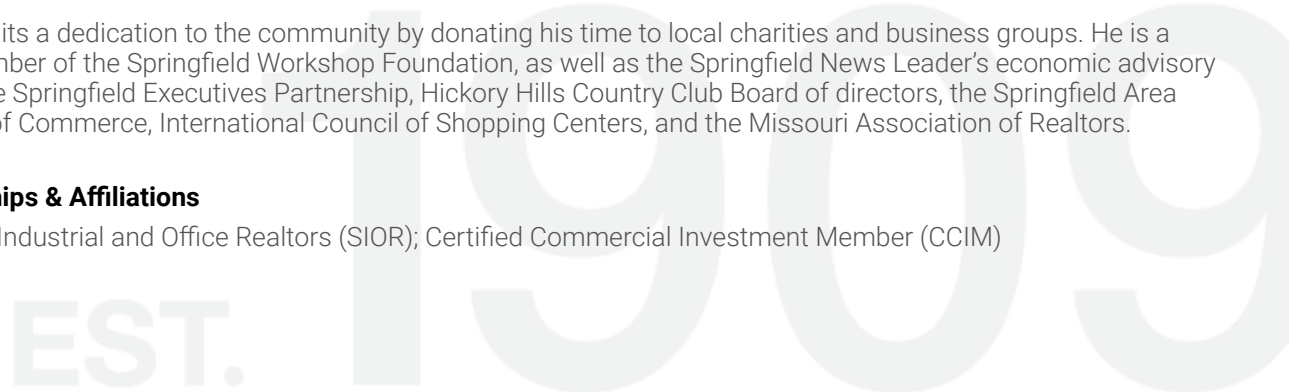 its a dedication to the community by donating his time to local charities and business groups. He is a
of the Springfield Workshop Foundation, as well as the Springfield News Leader’s economic advisory
Springfield Executives Partnership, Hickory Hills Country Club Board of directors, the Springfield Area
of Commerce, International Council of Shopping Centers, and the Missouri Association of Realtors.
& Affiliations
Industrial and Office Realtors (SIOR); Certified Commercial Investment Member (CCIM)
EST. 1909